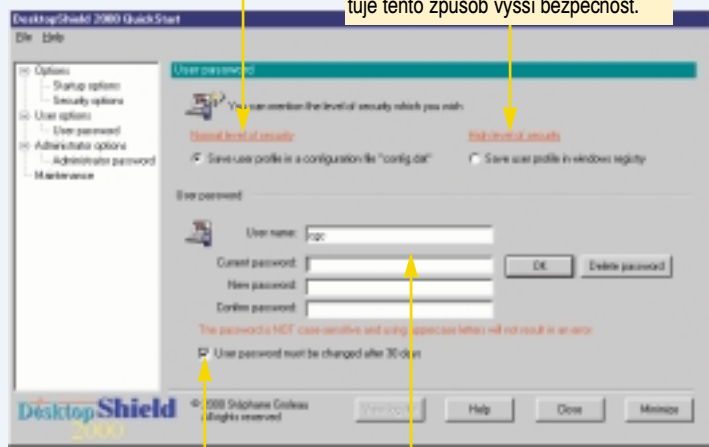 tuje tento způsob vyšší bezpečnost.
DesktopShield 2000 QuickStart
File Help
Options
Startup options
Security options
User options
User password
Administrator options
Administrator password
Maintenance
User password
You can mention the level of security which you wish
Normal level of security
High level of security
Save user profile in a configuration file "config.dat"
Save user profile in windows registry
User password
User name:
Current password:
OK
Delete password
New password:
Confirm password:
The password is NOT case-sensitive and using uppercase letters will not result in an error
User password must be changed after 30 days
Desktop Shield
2000
© 2000 Stéphane Groleau
All rights reserved
Help
Close
Minimize